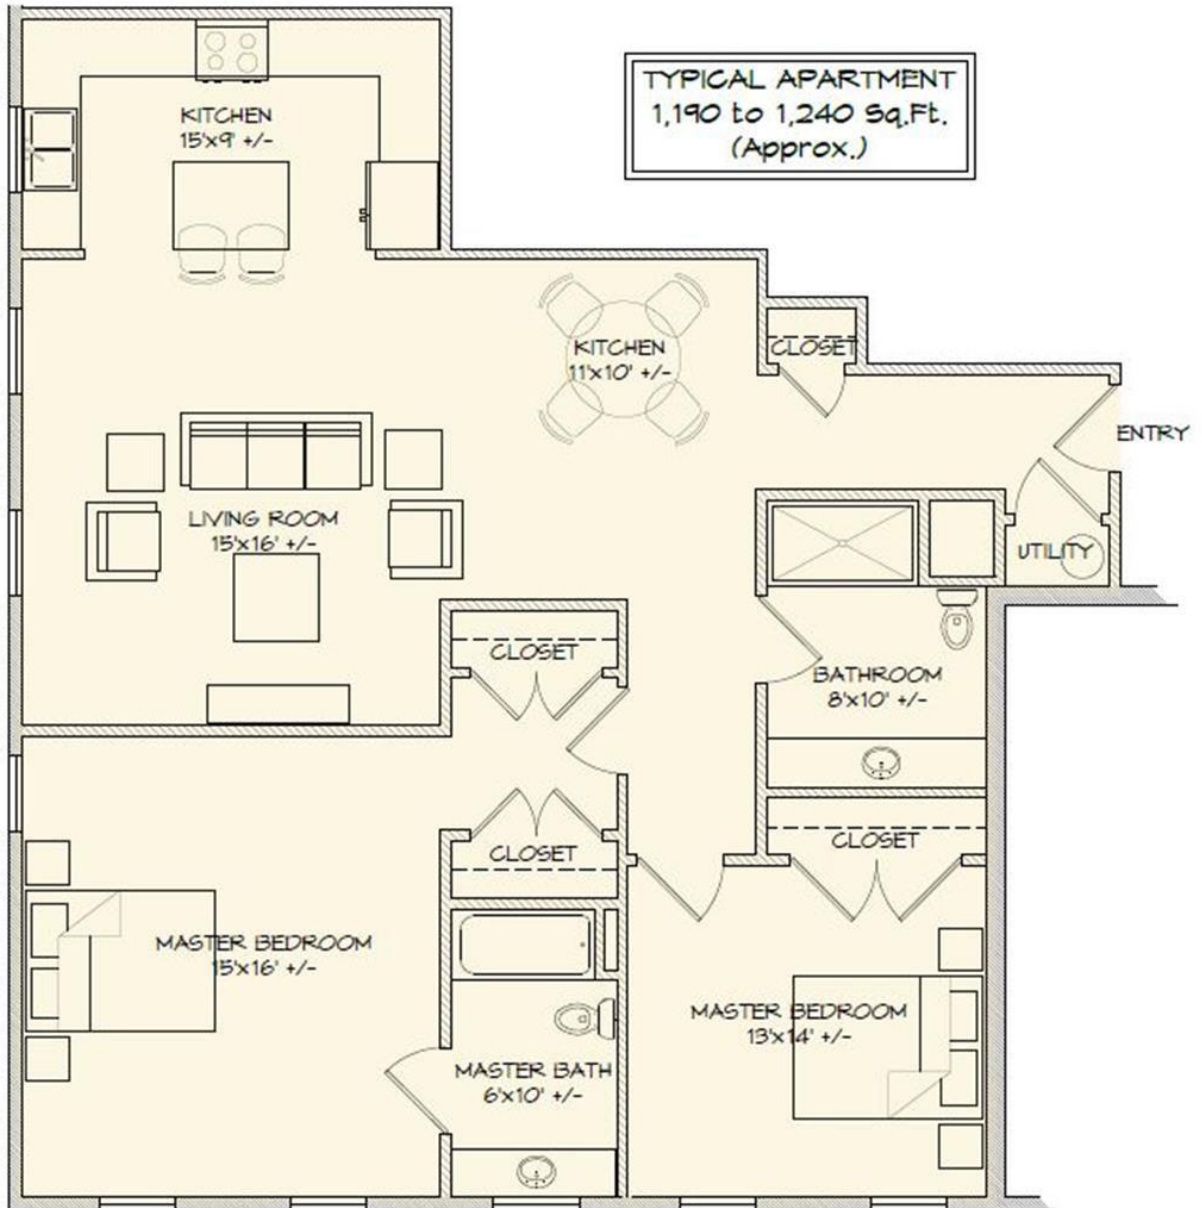 TYPICAL APARTMENT
1,190 to 1,240 Sq.Ft.
(Approx.)
KITCHEN
15'x9' +/-
KITCHEN
11'x10' +/-
CLOSET
ENTRY
LIVING ROOM
15'x16' +/-
UTILITY
CLOSET
BATHROOM
8'x10' +/-
CLOSET
CLOSET
MASTER BEDROOM
15'x16' +/-
MASTER BEDROOM
13'x14' +/-
MASTER BATH
6'x10' +/-